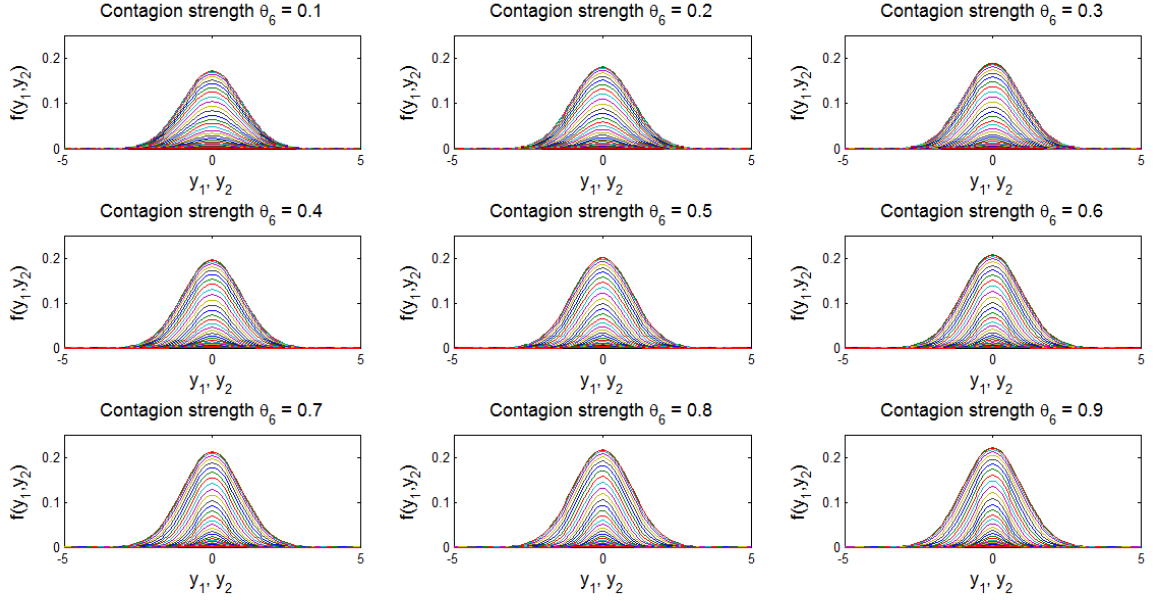 Contagion strength θ6 = 0.1
Contagion strength θ6 = 0.2
Contagion strength θ6 = 0.3
f(y1,y2)
0.2
0.1
0
-5
0
5
y1, y2
f(y1,y2)
0.2
0.1
0
-5
0
5
y1, y2
f(y1,y2)
0.2
0.1
0
-5
0
5
y1, y2
Contagion strength θ6 = 0.4
Contagion strength θ6 = 0.5
Contagion strength θ6 = 0.6
f(y1,y2)
0.2
0.1
0
-5
0
5
y1, y2
f(y1,y2)
0.2
0.1
0
-5
0
5
y1, y2
f(y1,y2)
0.2
0.1
0
-5
0
5
y1, y2
Contagion strength θ6 = 0.7
Contagion strength θ6 = 0.8
Contagion strength θ6 = 0.9
f(y1,y2)
0.2
0.1
0
-5
0
5
y1, y2
f(y1,y2)
0.2
0.1
0
-5
0
5
y1, y2
f(y1,y2)
0.2
0.1
0
-5
0
5
y1, y2